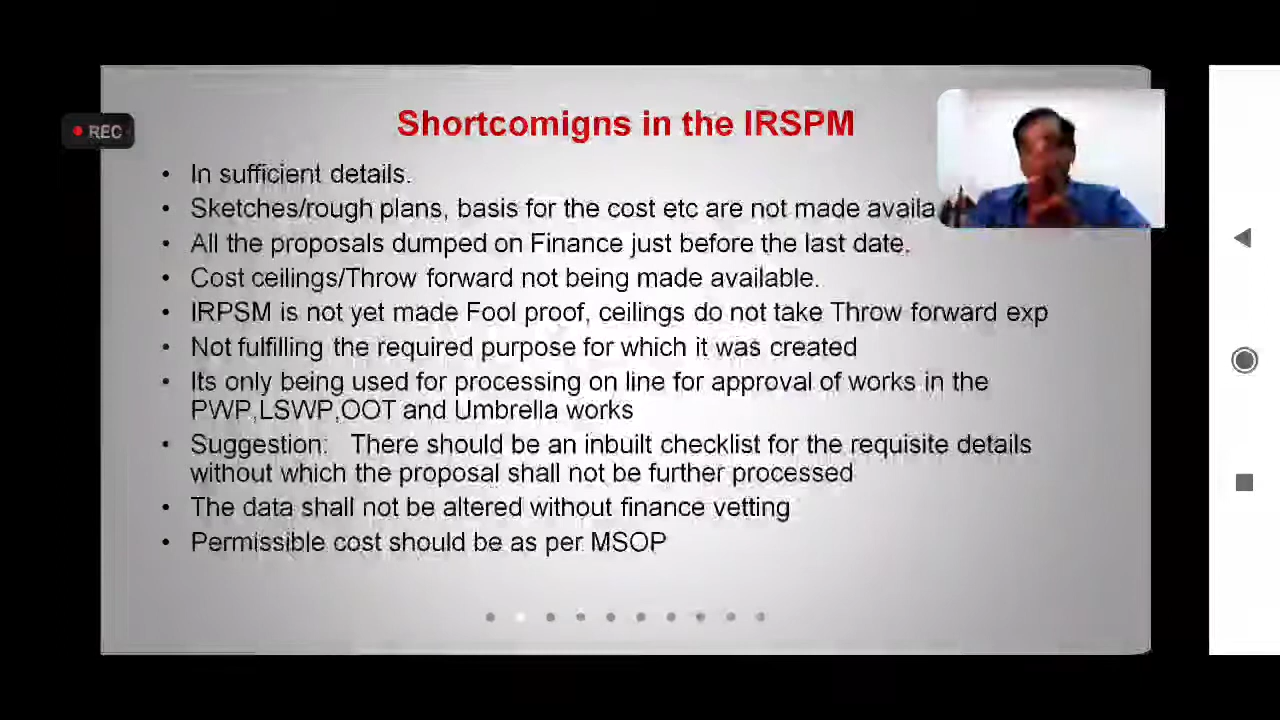 Shortcomigns in the IRSPM
REC
• In sufficient details.
• Sketches/rough plans, basis for the cost etc are not made availa
• All the proposals dumped on Finance just before the last date.
• Cost ceilings/Throw forward not being made available.
• IRPSM is not yet made Fool proof, ceilings do not take Throw forward exp
• Not fulfilling the required purpose for which it was created
• Its only being used for processing on line for approval of works in the
PWP,LSWP,OOT and Umbrella works
• Suggestion: There should be an inbuilt checklist for the requisite details
without which the proposal shall not be further processed
• The data shall not be altered without finance vetting
• Permissible cost should be as per MSOP